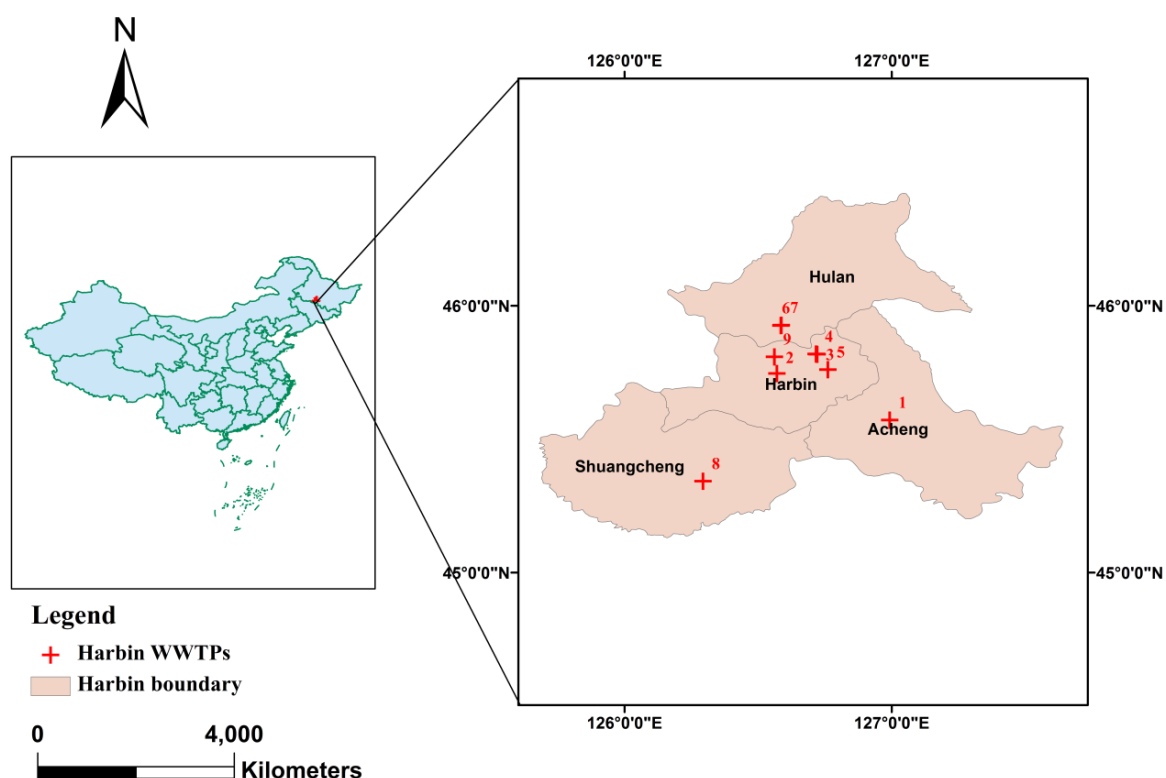 N
126°0'0"E 127°0'0"E
Hulan
46°0'0"N 46°0'0"N
67
9 4
2 3 5
Harbin
1
Acheng
Shuangcheng 8
45°0'0"N 45°0'0"N
126°0'0"E 127°0'0"E
Legend
Harbin WWTPs
Harbin boundary
0 4,000
Kilometers